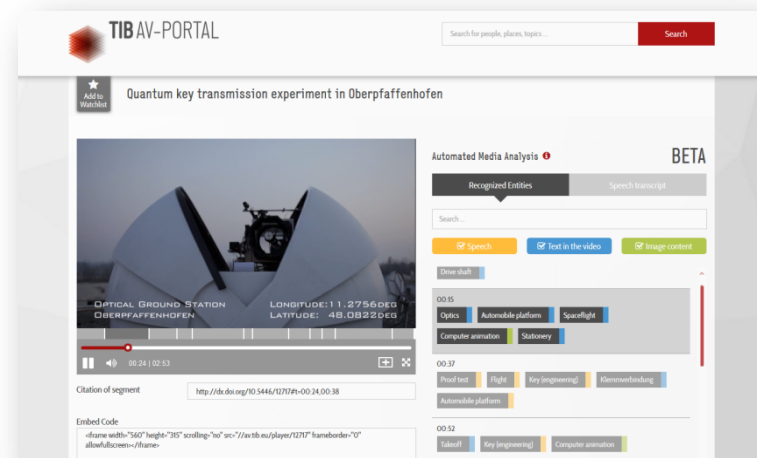 TIB AV-PORTAL
Search for people, places, topics...
Search
Add to
Watchlist
Quantum key transmission experiment in Oberpfaffenhofen
OPTICAL GROUND STATION
OBERPFAFFENHOFEN
LONGITUDE:11.2756DEG
LATITUDE: 48.0822DEG
00:24 | 02:53
Citation of segment
http://dx.doi.org/10.5446/12717#t=00:24,00:38
Embed Code
<iframe width="560" height="315" scrolling="no" src="//av.tib.eu/player/12717" frameborder="0"
allowfullscreen></iframe>
Automated Media Analysis
BETA
Recognized Entities
Speech transcript
Search ...
Speech
Text in the video
Image content
Drive shaft
00:15
Optics
Automobile platform
Spaceflight
Computer animation
Stationery
00:37
Proof test
Flight
Key (engineering)
Klemmverbindung
Automobile platform
00:52
Takeoff
Key (engineering)
Computer animation